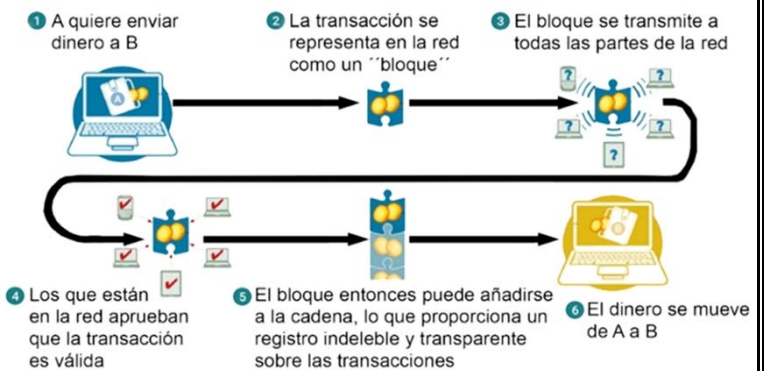 1 A quiere enviar
dinero a B
2 La transacción se
representa en la red
como un ´´bloque´´
3 El bloque se transmite a
todas las partes de la red
A
? ?
? ?
?
4 Los que están
en la red aprueban
que la transacción
es válida
5 El bloque entonces puede añadirse
a la cadena, lo que proporciona un
registro indeleble y transparente
sobre las transacciones
6 El dinero se mueve
de A a B